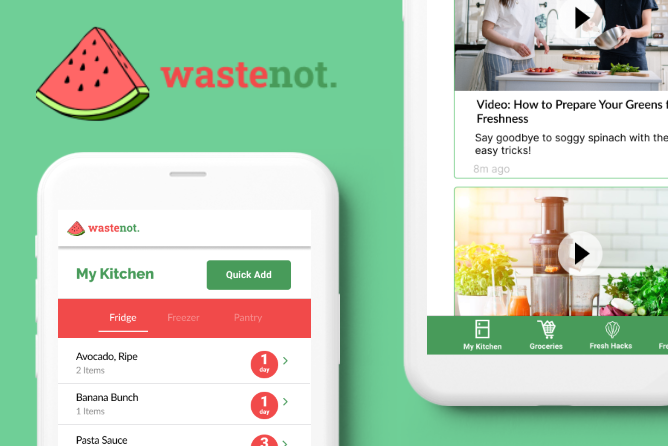 wastenot.
wastenot.
My Kitchen
Quick Add
Fridge
Freezer
Pantry
Avocado, Ripe
2 Items
1
day
Banana Bunch
1 Items
1
day
Pasta Sauce
3
Video: How to Prepare Your Greens f
Freshness
Say goodbye to soggy spinach with the
easy tricks!
8m ago
My Kitchen
Groceries
Fresh Hacks
Fre